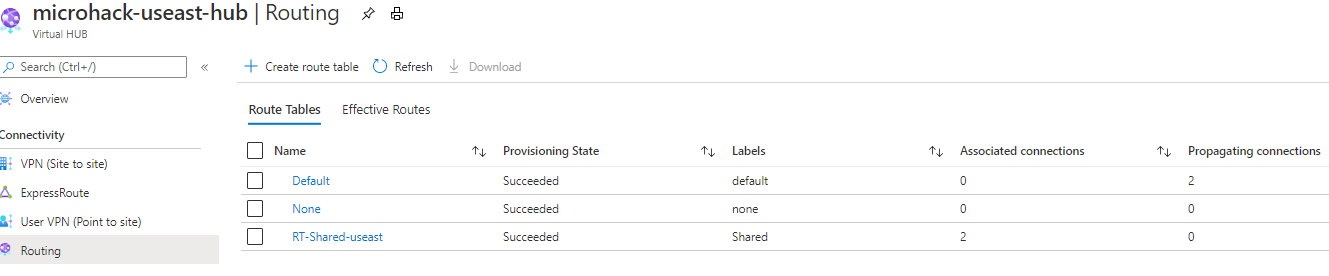 microhack-useast-hub | Routing
Virtual HUB
Search (Ctrl+/)
«
Overview
Connectivity
VPN (Site to site)
ExpressRoute
User VPN (Point to site)
Routing
+ Create route table Refresh Download
Route Tables Effective Routes
Name Provisioning State Labels Associated connections Propagating connections
Default Succeeded default 0 2
None Succeeded none 0 0
RT-Shared-useast Succeeded Shared 2 0